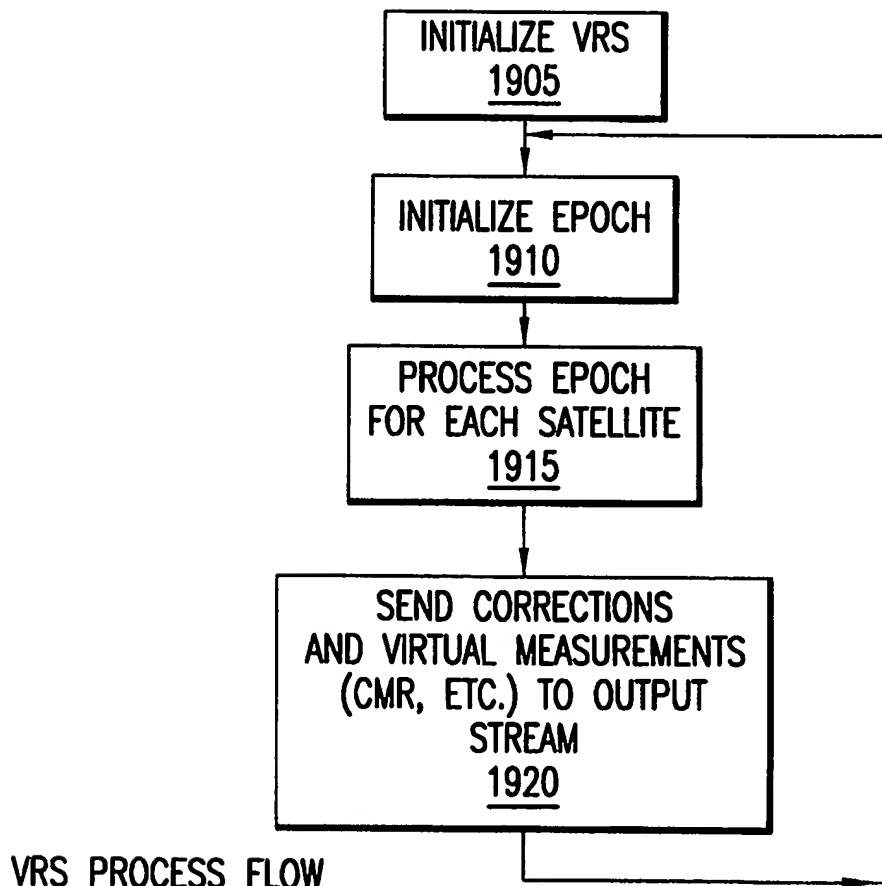 INITIALIZE VRS
1905
INITIALIZE EPOCH
1910
PROCESS EPOCH
FOR EACH SATELLITE
1915
SEND CORRECTIONS
AND VIRTUAL MEASUREMENTS
(CMR, ETC.) TO OUTPUT
STREAM
1920
VRS PROCESS FLOW